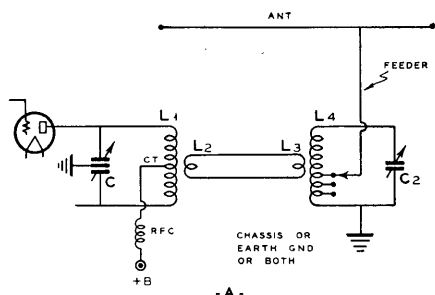 ANT
FEEDER
L1
L4
L2
L3
CT
C
C2
RFC
CHASSIS OR
EARTH GND
OR BOTH
+B
- A -